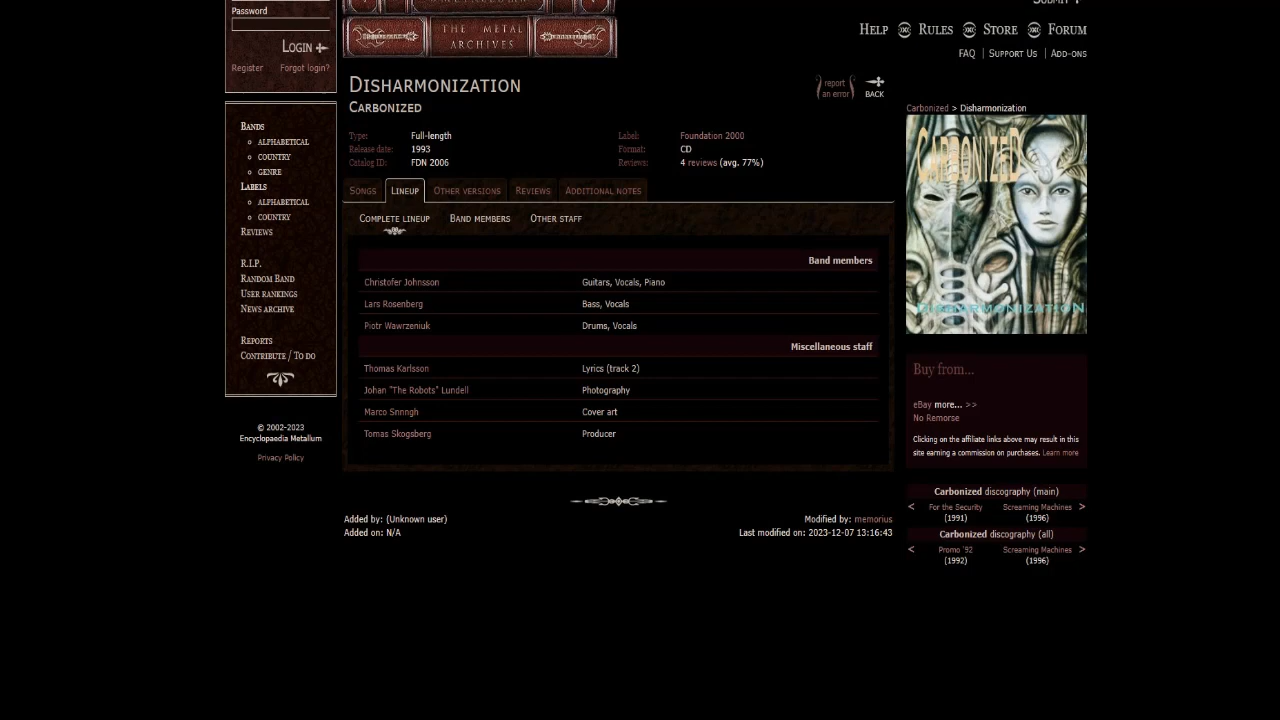 Password
Login
Register Forgot login?
THE METAL
ARCHIVES
Help Rules Store Forum
FAQ | Support Us | Add-ons
Disharmonization
Carbonized
report
an error
BACK
Type: Full-length
Release date: 1993
Catalog ID: FDN 2006
Label: Foundation 2000
Format: CD
Reviews: 4 reviews (avg. 77%)
Songs Lineup Other versions Reviews Additional notes
Complete lineup Band members Other staff
Band members
Christofer Johnsson Guitars, Vocals, Piano
Lars Rosenberg Bass, Vocals
Piotr Wawrzeniuk Drums, Vocals
Miscellaneous staff
Thomas Karlsson Lyrics (track 2)
Johan "The Robots" Lundell Photography
Marco Snnngh Cover art
Tomas Skogsberg Producer
Added by: (Unknown user)
Added on: N/A
Modified by: memorius
Last modified on: 2023-12-07 13:16:43
Bands
Alphabetical
Country
Genre
Labels
Alphabetical
Country
Reviews
R.I.P.
Random Band
User rankings
News archive
Reports
Contribute / To do
© 2002-2023
Encyclopaedia Metallum
Privacy Policy
Carbonized > Disharmonization
CARBONIZED
DISHARMONIZATION
Buy from...
eBay more... >>
No Remorse
Clicking on the affiliate links above may result in this
site earning a commission on purchases. Learn more
Carbonized discography (main)
< For the Security Screaming Machines >
(1991) (1996)
Carbonized discography (all)
< Promo '92 Screaming Machines >
(1992) (1996)